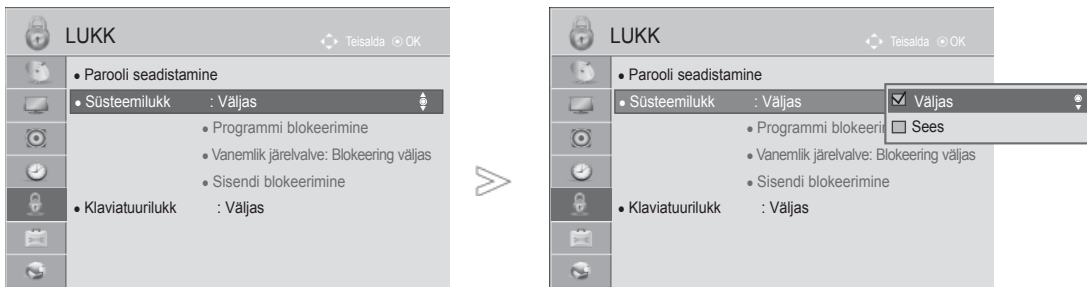 LUKK
Teisalda OK
• Parooli seadistamine
• Süsteemilukk : Väljas
• Programmi blokeerimine
• Vanemlik järelvalve: Blokeering väljas
• Sisendi blokeerimine
• Klaviatuurilukk : Väljas
LUKK
Teisalda OK
• Parooli seadistamine
• Süsteemilukk : Väljas
Väljas
• Programmi blokeeri
Sees
• Vanemlik järelvalve: Blokeering väljas
• Sisendi blokeerimine
• Klaviatuurilukk : Väljas